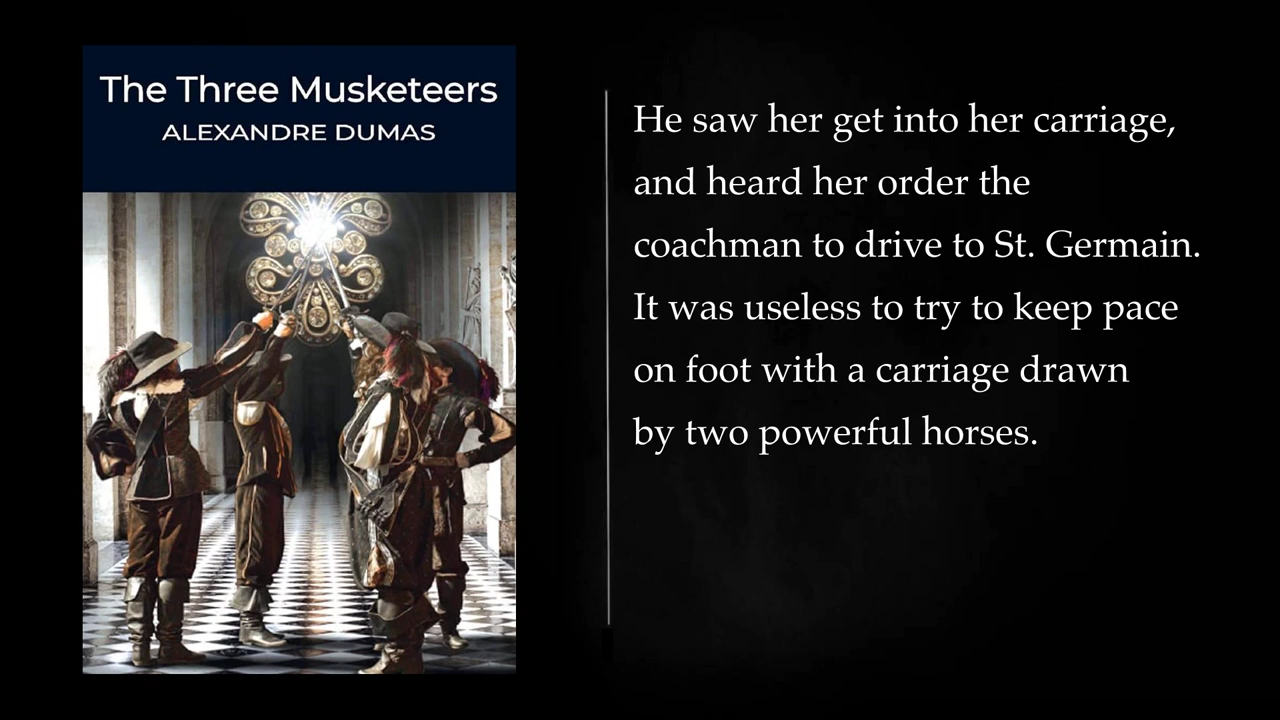 The Three Musketeers
ALEXANDRE DUMAS
He saw her get into her carriage,
and heard her order the
coachman to drive to St. Germain.
It was useless to try to keep pace
on foot with a carriage drawn
by two powerful horses.